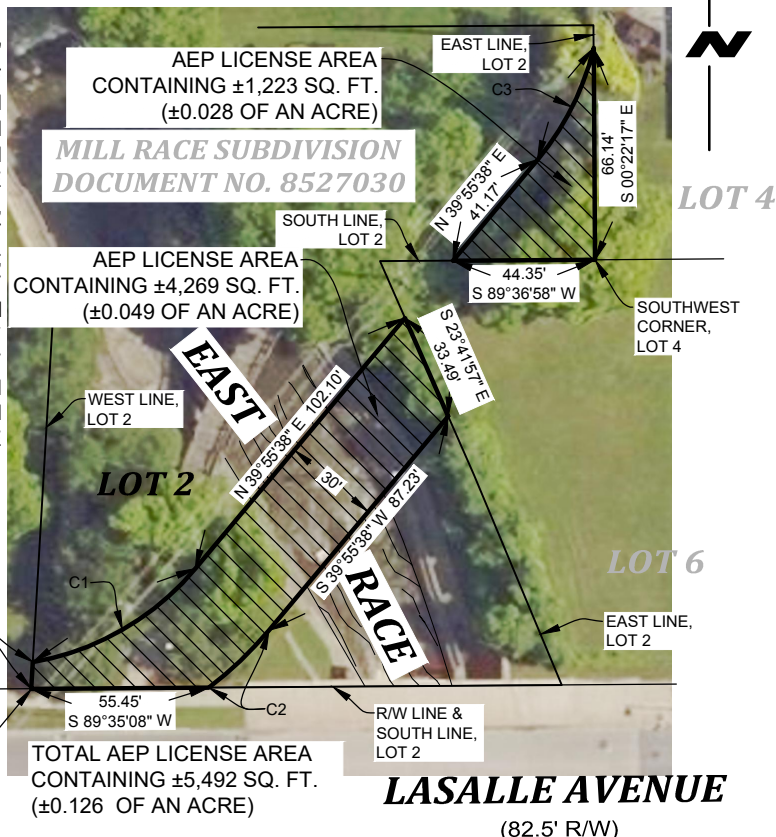 N
EAST LINE,
LOT 2
AEP LICENSE AREA
CONTAINING ±1,223 SQ. FT.
(±0.028 OF AN ACRE)
C3
66.14'
S 00°22'17" E
MILL RACE SUBDIVISION
DOCUMENT NO. 8527030
LOT 4
N 39°55'38" E
41.17'
SOUTH LINE,
LOT 2
AEP LICENSE AREA
CONTAINING ±4,269 SQ. FT.
(±0.049 OF AN ACRE)
44.35'
S 89°36'58" W
SOUTHWEST
CORNER,
LOT 4
S 23°41'57" E
33.49'
EAST
WEST LINE,
LOT 2
N 39°55'38" E 102.10'
LOT 2
30'
S 39°55'38" W 87.23'
RACE
LOT 6
C1
EAST LINE,
LOT 2
55.45'
S 89°35'08" W
C2
R/W LINE &
SOUTH LINE,
LOT 2
TOTAL AEP LICENSE AREA
CONTAINING ±5,492 SQ. FT.
(±0.126 OF AN ACRE)
LASALLE AVENUE
(82.5' R/W)